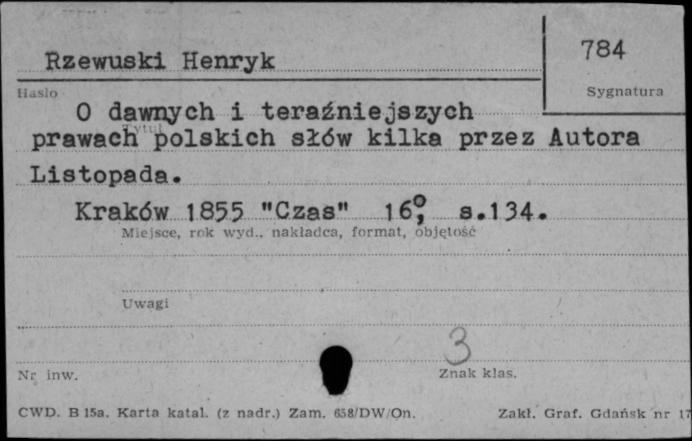 Rzewuski Henryk
784
Hasło
Sygnatura
O dawnych i teraźniejszych
Tytuł
prawach polskich słów kilka przez Autora
Listopada.
Kraków 1855 "Czas" 16°, s.134.
Miejsce, rok wyd., nakładca, format, objętość
Uwagi
3
Nr inw.
Znak klas.
CWD. B 15a. Karta katal. (z nadr.) Zam. 658/DW/On.
Zakł. Graf. Gdańsk nr 17